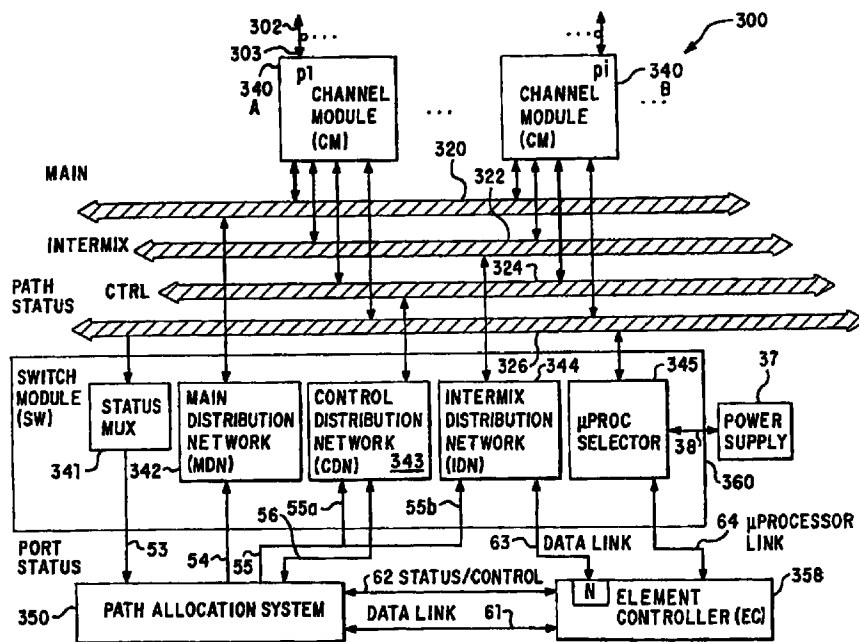 302
303
300
340
A
p1
CHANNEL
MODULE
(CM)
pi
CHANNEL
MODULE
(CM)
340
B
MAIN
320
322
INTERMIX
324
PATH
STATUS
CTRL
326
344
345
37
SWITCH
MODULE
(SW)
STATUS
MUX
341
MAIN
DISTRIBUTION
NETWORK
(MDN)
342
CONTROL
DISTRIBUTION
NETWORK
(CDN) 343
INTERMIX
DISTRIBUTION
NETWORK
(IDN)
μPROC
SELECTOR
38
POWER
SUPPLY
360
55a
55b
56
PORT
STATUS
53
54
55
63
DATA LINK
64 μPROCESSOR
LINK
62 STATUS/CONTROL
358
350
PATH ALLOCATION SYSTEM
DATA LINK 61
N
ELEMENT
CONTROLLER (EC)